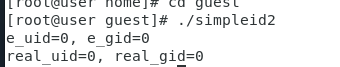 [root@user home]# cd guest
[root@user guest]# ./simpleid2
e_uid=0, e_gid=0
real_uid=0, real_gid=0